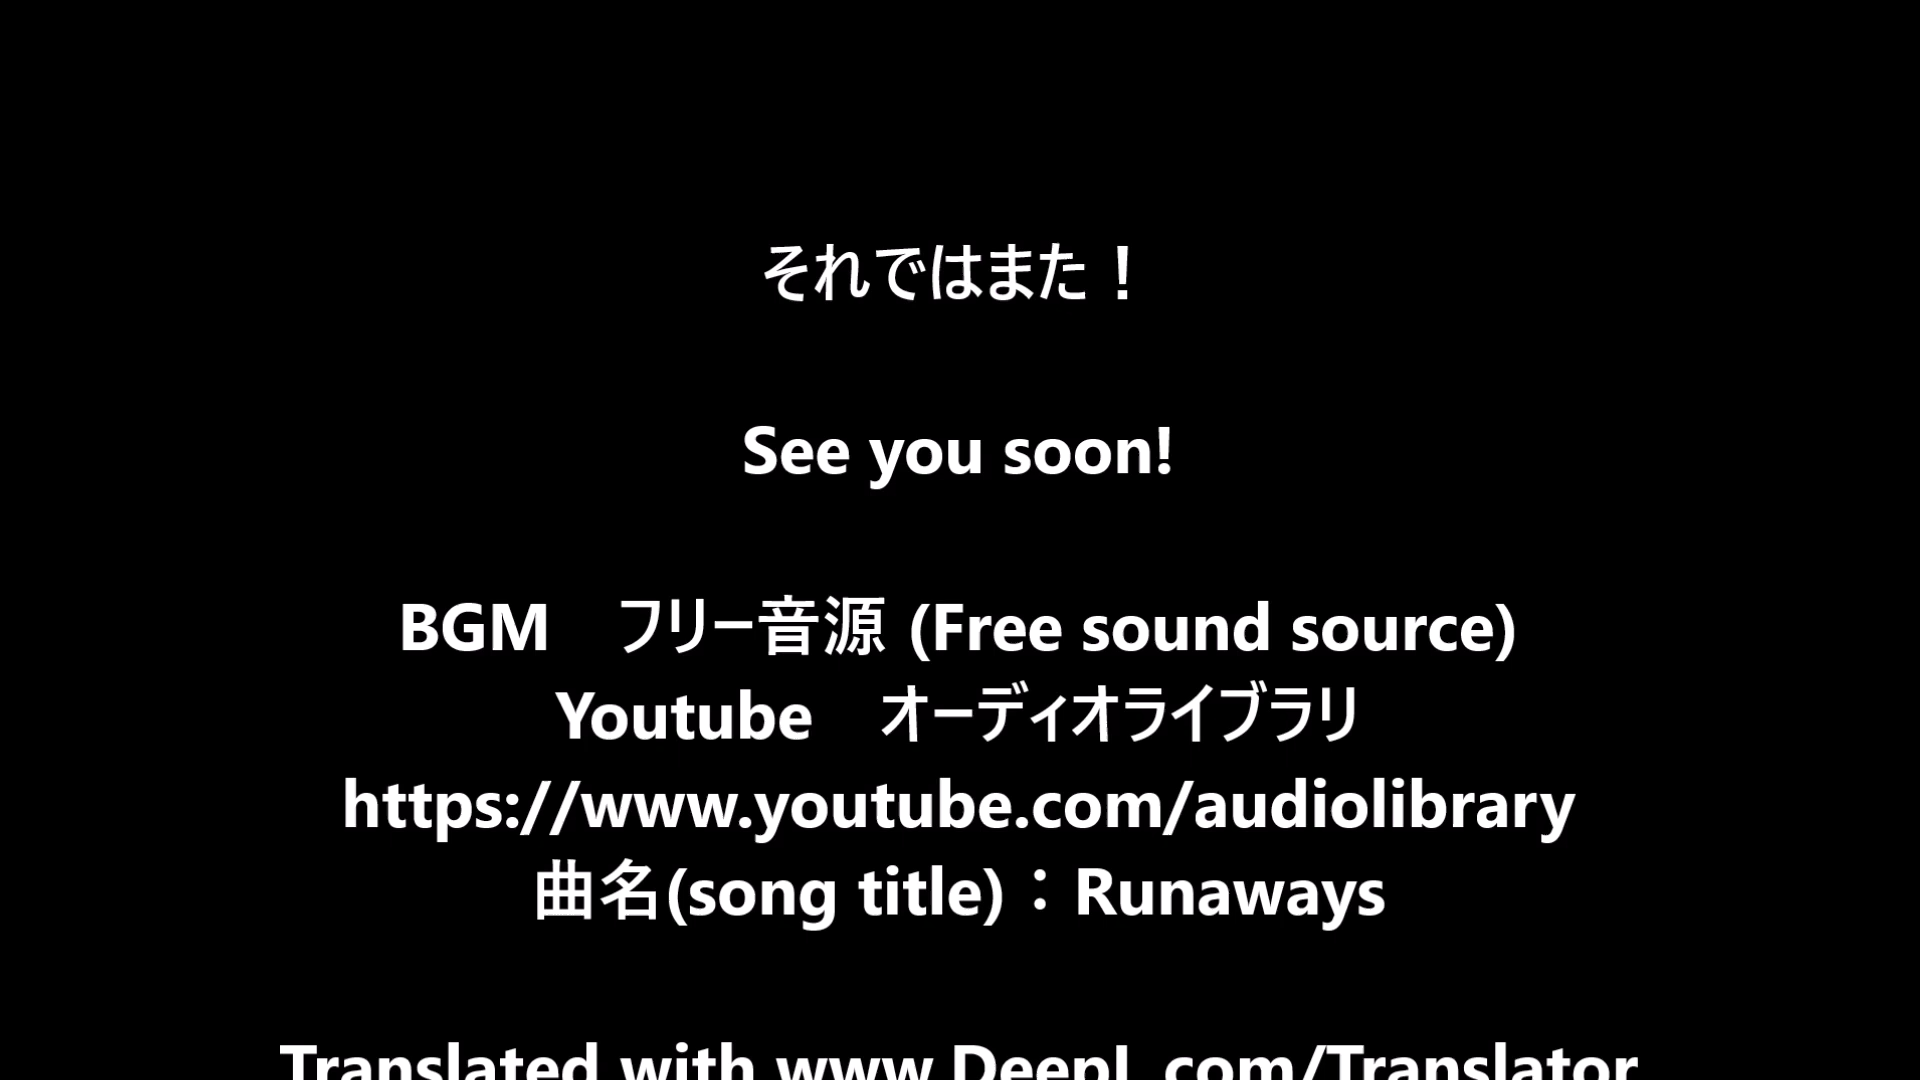 それではまた！
See you soon!
BGM　フリー音源 (Free sound source)
Youtube　オーディオライブラリ
https://www.youtube.com/audiolibrary
曲名(song title)：Runaways
Translated with www.DeepL.com/Translator